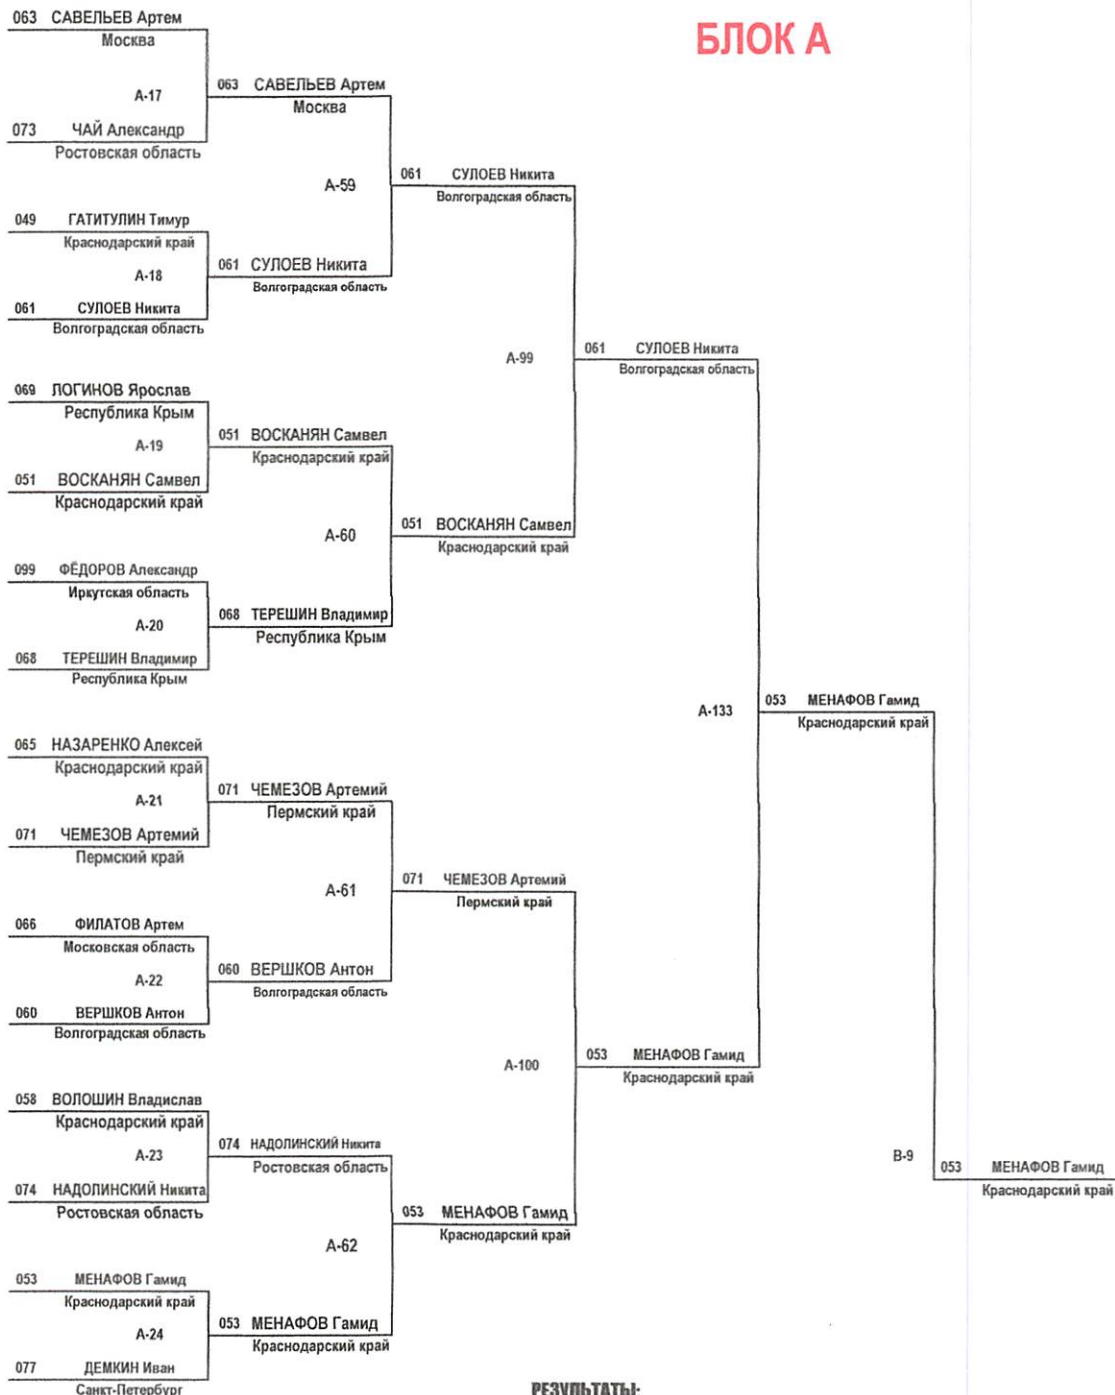 БЛОК А
063 САВЕЛЬЕВ Артем
Москва
А-17
073 ЧАЙ Александр
Ростовская область
049 ГАТИТУЛИН Тимур
Краснодарский край
А-18
061 СУЛОЕВ Никита
Волгоградская область
069 ЛОГИНОВ Ярослав
Республика Крым
А-19
051 ВОСКАНЯН Самвел
Краснодарский край
099 ФЁДОРОВ Александр
Иркутская область
А-20
068 ТЕРЕШИН Владимир
Республика Крым
065 НАЗАРЕНКО Алексей
Краснодарский край
А-21
071 ЧЕМЕЗОВ Артемий
Пермский край
066 ФИЛАТОВ Артем
Московская область
А-22
060 ВЕРШКОВ Антон
Волгоградская область
058 ВОЛОШИН Владислав
Краснодарский край
А-23
074 НАДОЛИНСКИЙ Никита
Ростовская область
053 МЕНАФОВ Гамид
Краснодарский край
А-24
077 ДЕМКИН Иван
Санкт-Петербург
063 САВЕЛЬЕВ Артем
Москва
А-59
061 СУЛОЕВ Никита
Волгоградская область
051 ВОСКАНЯН Самвел
Краснодарский край
А-60
068 ТЕРЕШИН Владимир
Республика Крым
071 ЧЕМЕЗОВ Артемий
Пермский край
А-61
060 ВЕРШКОВ Антон
Волгоградская область
074 НАДОЛИНСКИЙ Никита
Ростовская область
А-62
053 МЕНАФОВ Гамид
Краснодарский край
061 СУЛОЕВ Никита
Волгоградская область
А-99
051 ВОСКАНЯН Самвел
Краснодарский край
071 ЧЕМЕЗОВ Артемий
Пермский край
А-100
053 МЕНАФОВ Гамид
Краснодарский край
061 СУЛОЕВ Никита
Волгоградская область
А-133
053 МЕНАФОВ Гамид
Краснодарский край
053 МЕНАФОВ Гамид
Краснодарский край
В-9
053 МЕНАФОВ Гамид
Краснодарский край
РЕЗУЛЬТАТЫ: